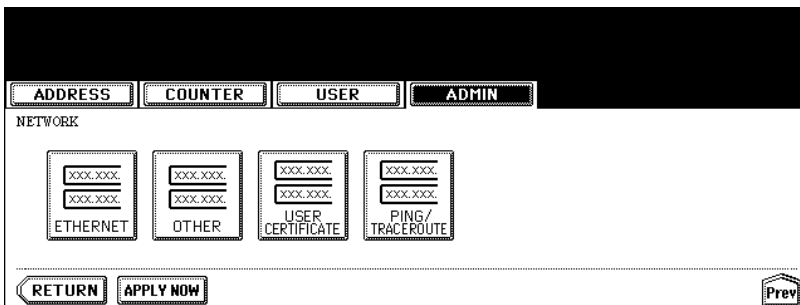 ADDRESS COUNTER USER ADMIN
NETWORK
XXX.XXX. XXX.XXX. XXX.XXX. XXX.XXX.
XXX.XXX. XXX.XXX. XXX.XXX. XXX.XXX.
ETHERNET OTHER USER CERTIFICATE PING/ TRACEROUTE
RETURN APPLY NOW Prev